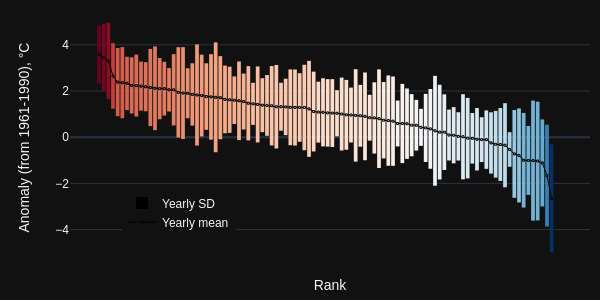 Anomaly (from 1961-1990), °C
4
2
0
−2
−4
Yearly SD
Yearly mean
Rank